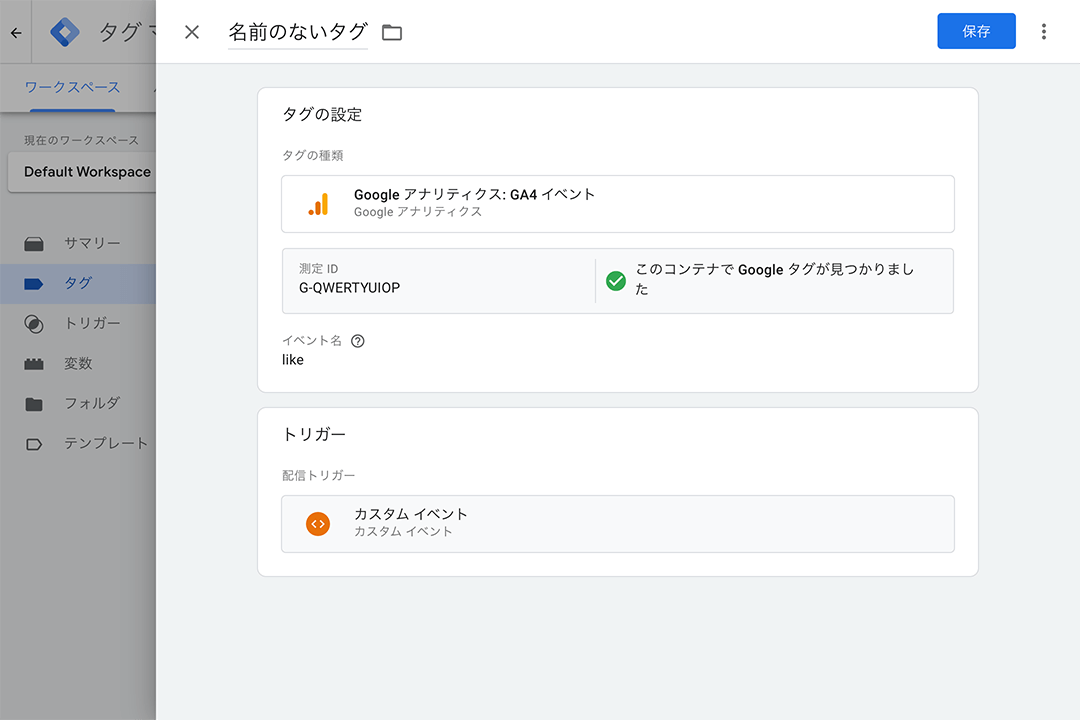 タグ マ
名前のないタグ
保存
ワークスペース
現在のワークスペース
Default Workspace
サマリー
タグ
トリガー
変数
フォルダ
テンプレート
タグの設定
タグの種類
Google アナリティクス: GA4 イベント
Google アナリティクス
測定 ID
G-QWERTYUIOP
このコンテナで Google タグが見つかりまし
た
イベント名
like
トリガー
配信トリガー
カスタム イベント
カスタム イベント